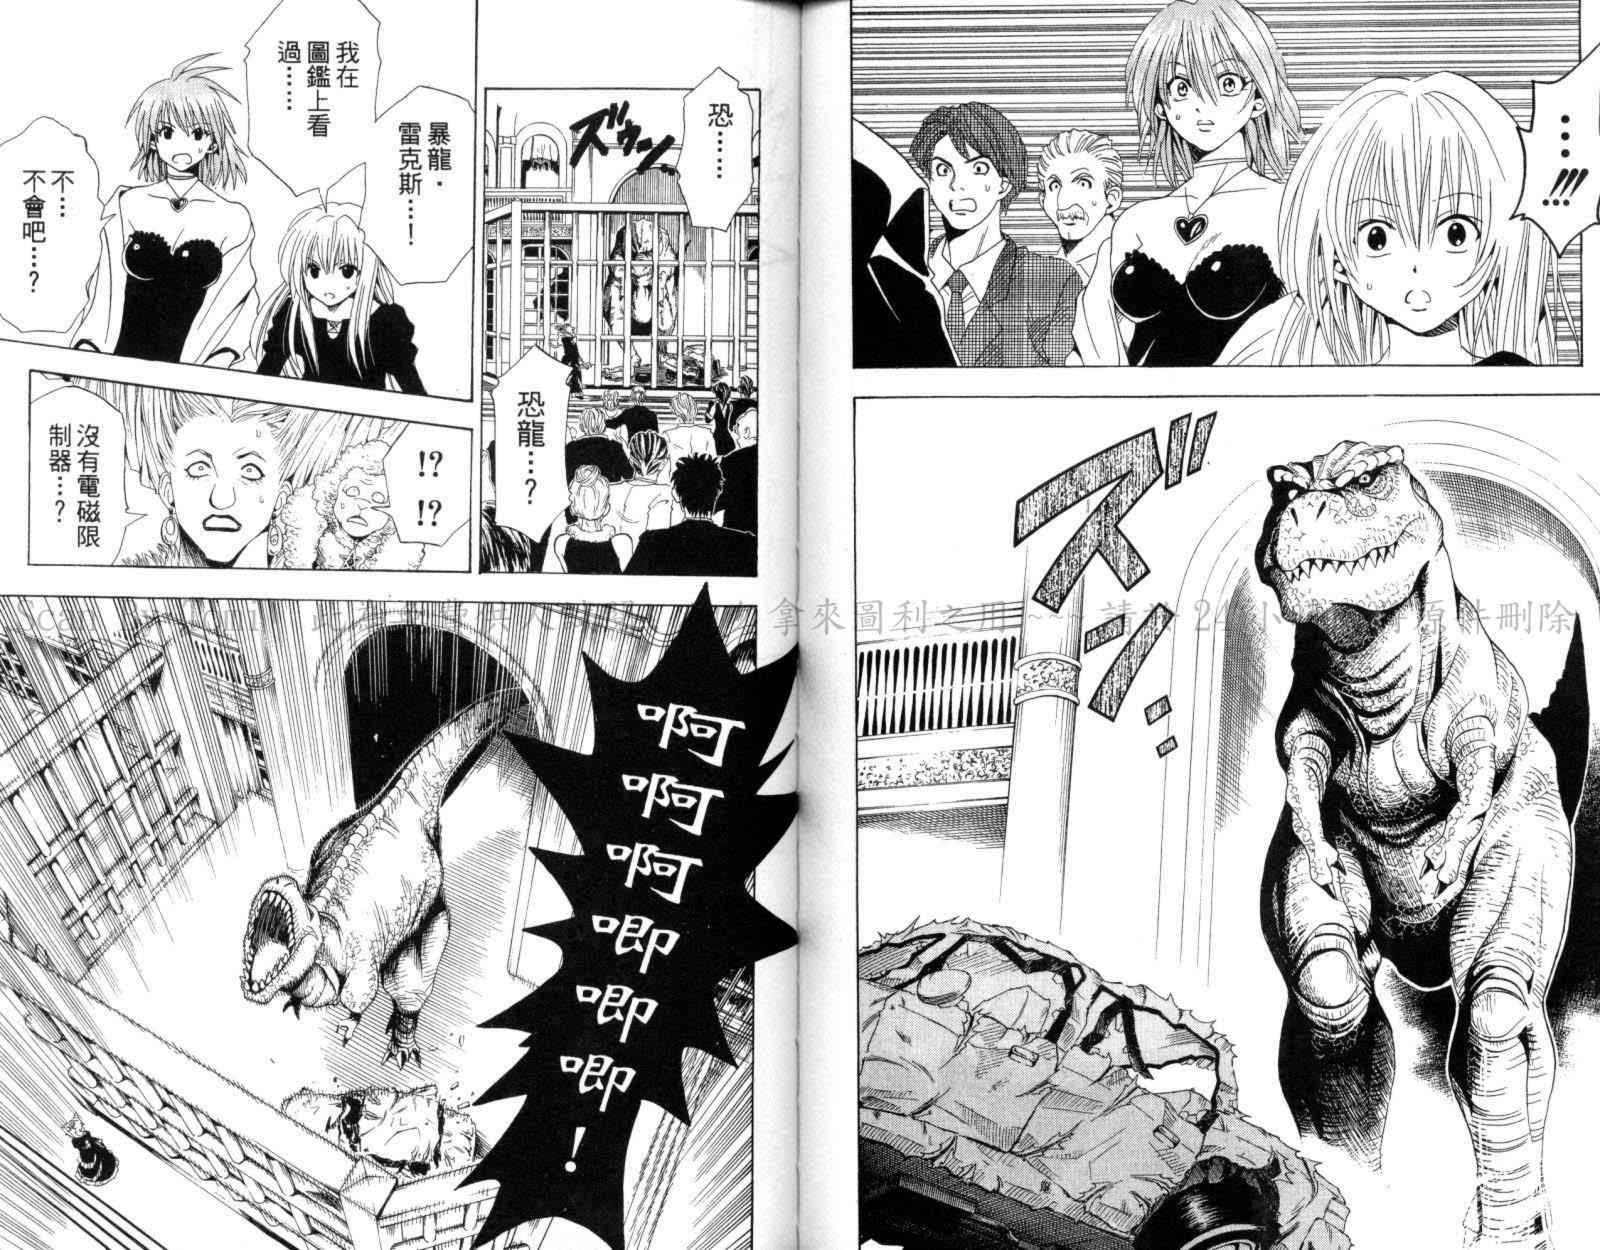 …!!!
ズズゥン…
恐……
ズゥン
恐龍…?
暴龍‧
雷克斯…!
我在
圖鑑上看
過……
不…
不會吧…?
!?
!?
沒有電磁限
制器…?
啊啊啊唧唧唧!
拿來圖利之用~~~請於24小
原件刪除